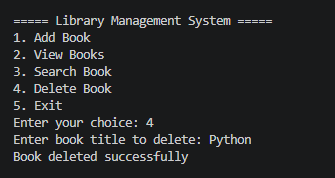 ===== Library Management System =====
1. Add Book
2. View Books
3. Search Book
4. Delete Book
5. Exit
Enter your choice: 4
Enter book title to delete: Python
Book deleted successfully